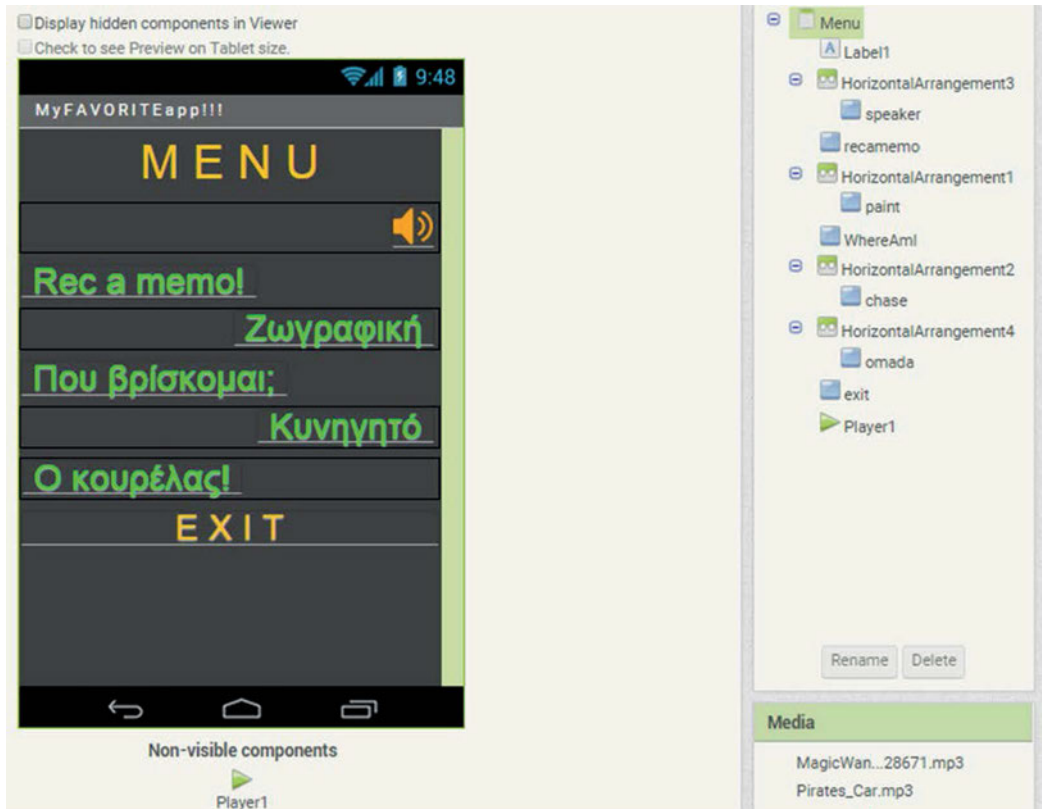 Display hidden components in Viewer
Check to see Preview on Tablet size.
9:48
MyFAVORITEapp!!!
MENU
Rec a memo!
Ζωγραφική
Που βρίσκομαι;
Κυνηγητό
Ο κουρέλας!
EXIT
Non-visible components
Player1
Menu
A Label1
HorizontalArrangement3
speaker
recamemo
HorizontalArrangement1
paint
WhereAmI
HorizontalArrangement2
chase
HorizontalArrangement4
omada
exit
Player1
Rename Delete
Media
MagicWan...28671.mp3
Pirates_Car.mp3